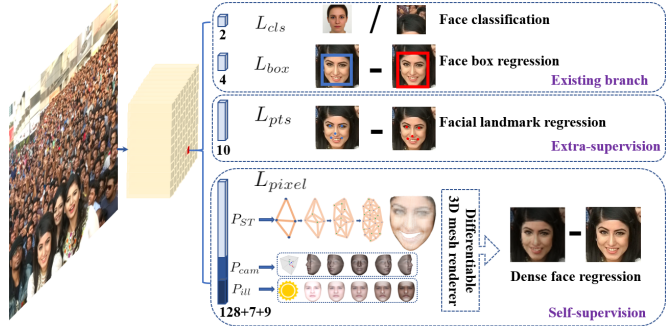 2
L_cls
/
Face classification
4
L_box
-
Face box regression
Existing branch
10
L_pts
-
Facial landmark regression
Extra-supervision
L_pixel
P_ST
P_cam
P_ill
128+7+9
Differentiable
3D mesh renderer
-
Dense face regression
Self-supervision